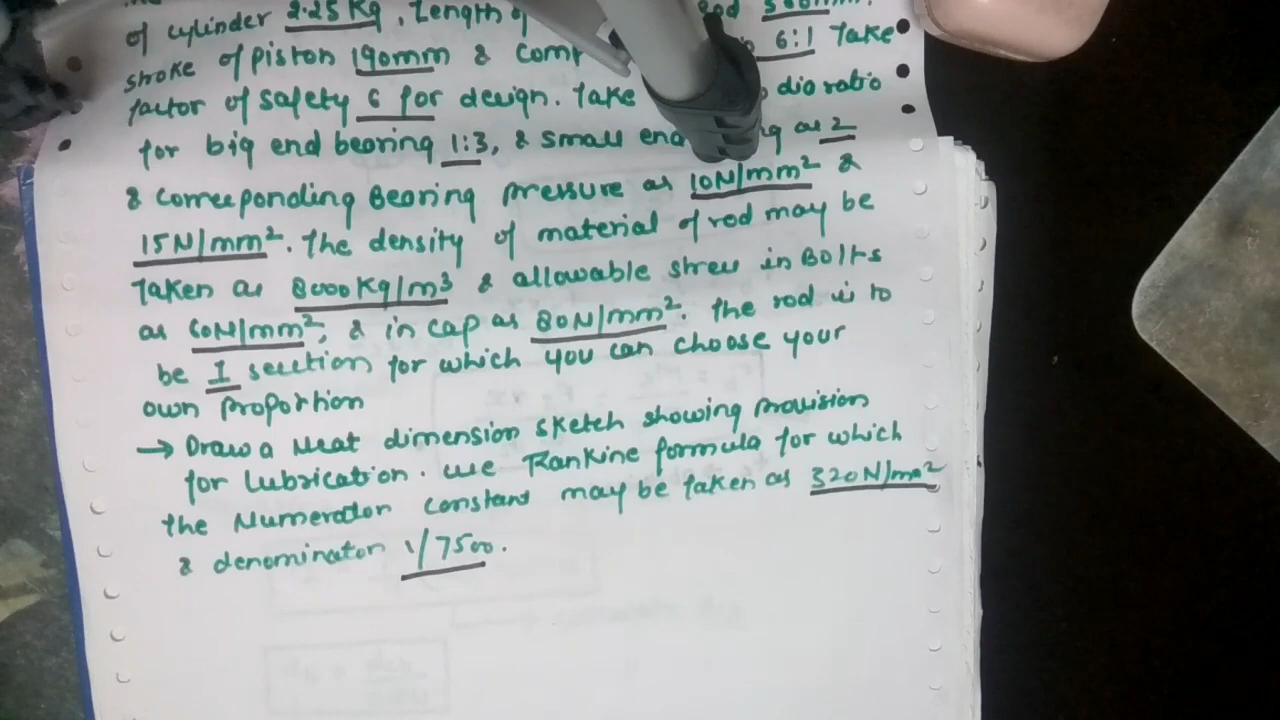 of cylinder 2.25 Kg, Length of
stroke of piston 190mm & Comp 6:1 Take
factor of safety 6 for design. Take dia ratio
for big end bearing 1:3, & small end as 2
& corresponding Bearing pressure as 10N/mm² &
15N/mm². The density of material of rod may be
Taken as 8000Kg/m³ & allowable stress in Bolts
as 60N/mm², & in cap as 80N/mm². the rod is to
be I section for which you can choose your
own proportion
→ Draw a Neat dimension sketch showing provision
for Lubrication. use Rankine formula for which
the Numerator constant may be taken as 320N/mm²
& denominator 1/7500.